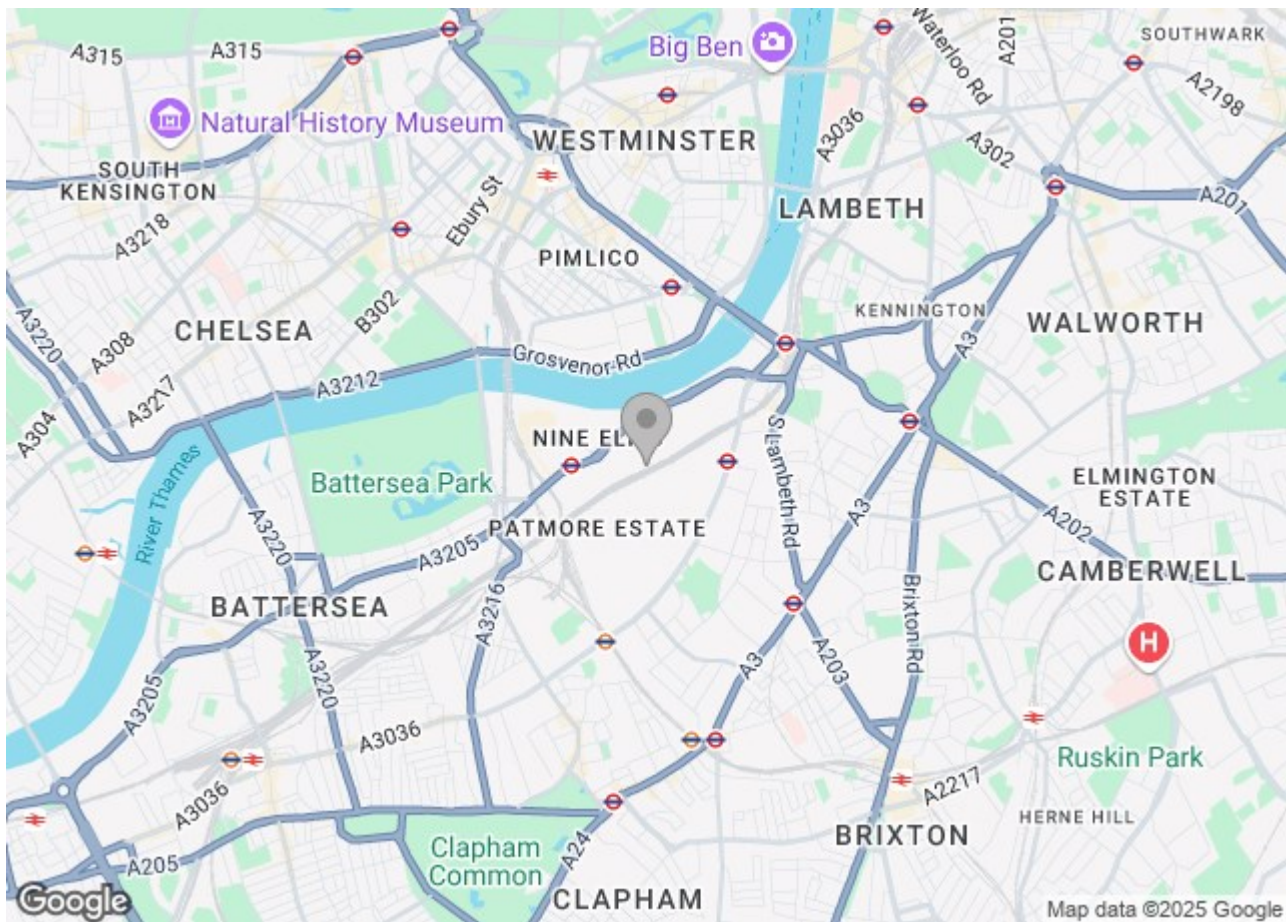 A315
A315
Big Ben
Waterloo Rd
A201
SOUTHWARK
A2198
Natural History Museum
WESTMINSTER
A3036
A302
SOUTH
KENSINGTON
A3218
Ebury St
LAMBETH
A201
PIMLICO
B302
KENNINGTON
A3220
CHELSEA
WALWORTH
A308
Grosvenor Rd
A3
A3217
A3212
A304
NINE
S Lambeth Rd
River Thames
Battersea Park
ELMINGTON
ESTATE
A3220
PATMORE ESTATE
A3
A202
A3205
CAMBERWELL
BATTERSEA
A3216
Brixton Rd
H
A3220
A203
A3
A3205
A3036
Ruskin Park
A3036
A2217
HERNE HILL
BRIXTON
A205
Clapham
Common
A24
CLAPHAM
Google
Map data ©2025 Google